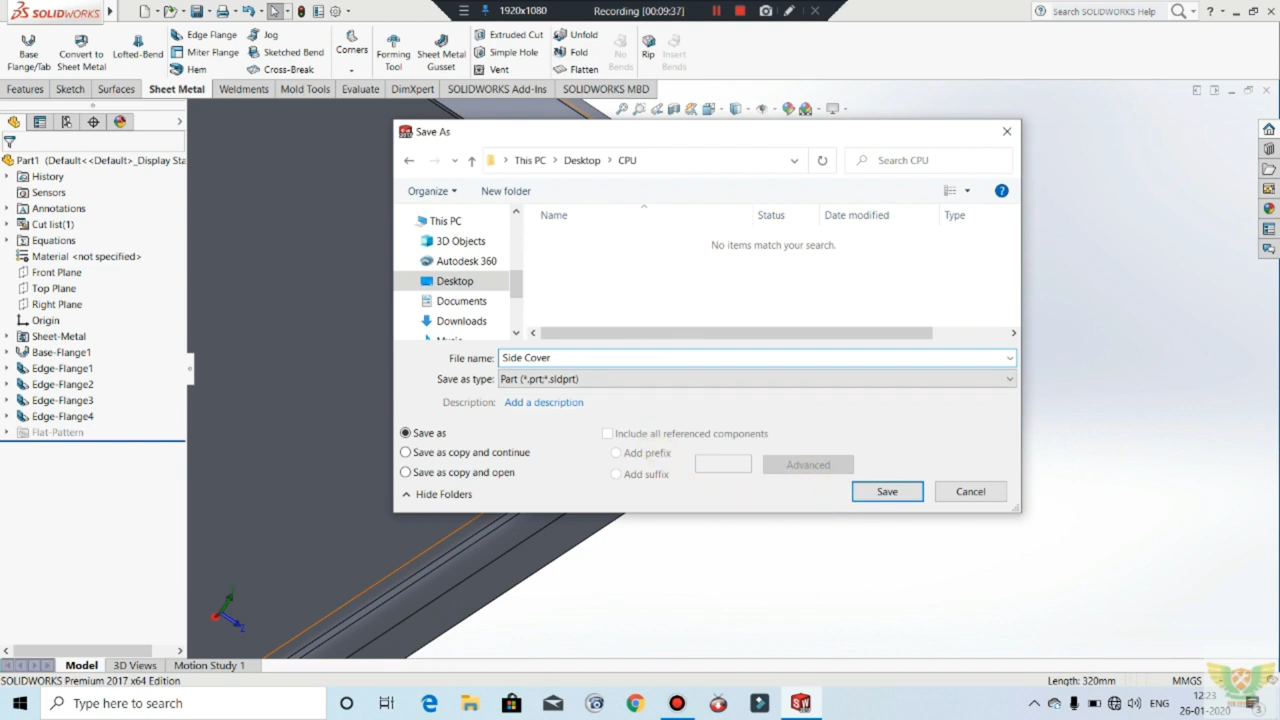 SOLIDWORKS
1920x1080
Recording [00:09:37]
Search SOLIDWORKS Help
Base Flange/Tab
Convert to Sheet Metal
Lofted-Bend
Edge Flange
Miter Flange
Hem
Jog
Sketched Bend
Cross-Break
Corners
Forming Tool
Sheet Metal Gusset
Extruded Cut
Simple Hole
Vent
Unfold
Fold
Flatten
No Bends
Rip
Insert Bends
Features
Sketch
Surfaces
Sheet Metal
Weldments
Mold Tools
Evaluate
DimXpert
SOLIDWORKS Add-Ins
SOLIDWORKS MBD
Part1 (Default<<Default>_Display Sta
History
Sensors
Annotations
Cut list(1)
Equations
Material <not specified>
Front Plane
Top Plane
Right Plane
Origin
Sheet-Metal
Base-Flange1
Edge-Flange1
Edge-Flange2
Edge-Flange3
Edge-Flange4
Flat-Pattern
Save As
This PC > Desktop > CPU
Search CPU
Organize
New folder
This PC
3D Objects
Autodesk 360
Desktop
Documents
Downloads
Name
Status
Date modified
Type
No items match your search.
File name: Side Cover
Save as type: Part (*.prt;*.sldprt)
Description: Add a description
Save as
Save as copy and continue
Save as copy and open
Include all referenced components
Add prefix
Add suffix
Advanced
Hide Folders
Save
Cancel
Z
Model
3D Views
Motion Study 1
SOLIDWORKS Premium 2017 x64 Edition
Length: 320mm
MMGS
Type here to search
ENG
12:23
26-01-2020
3